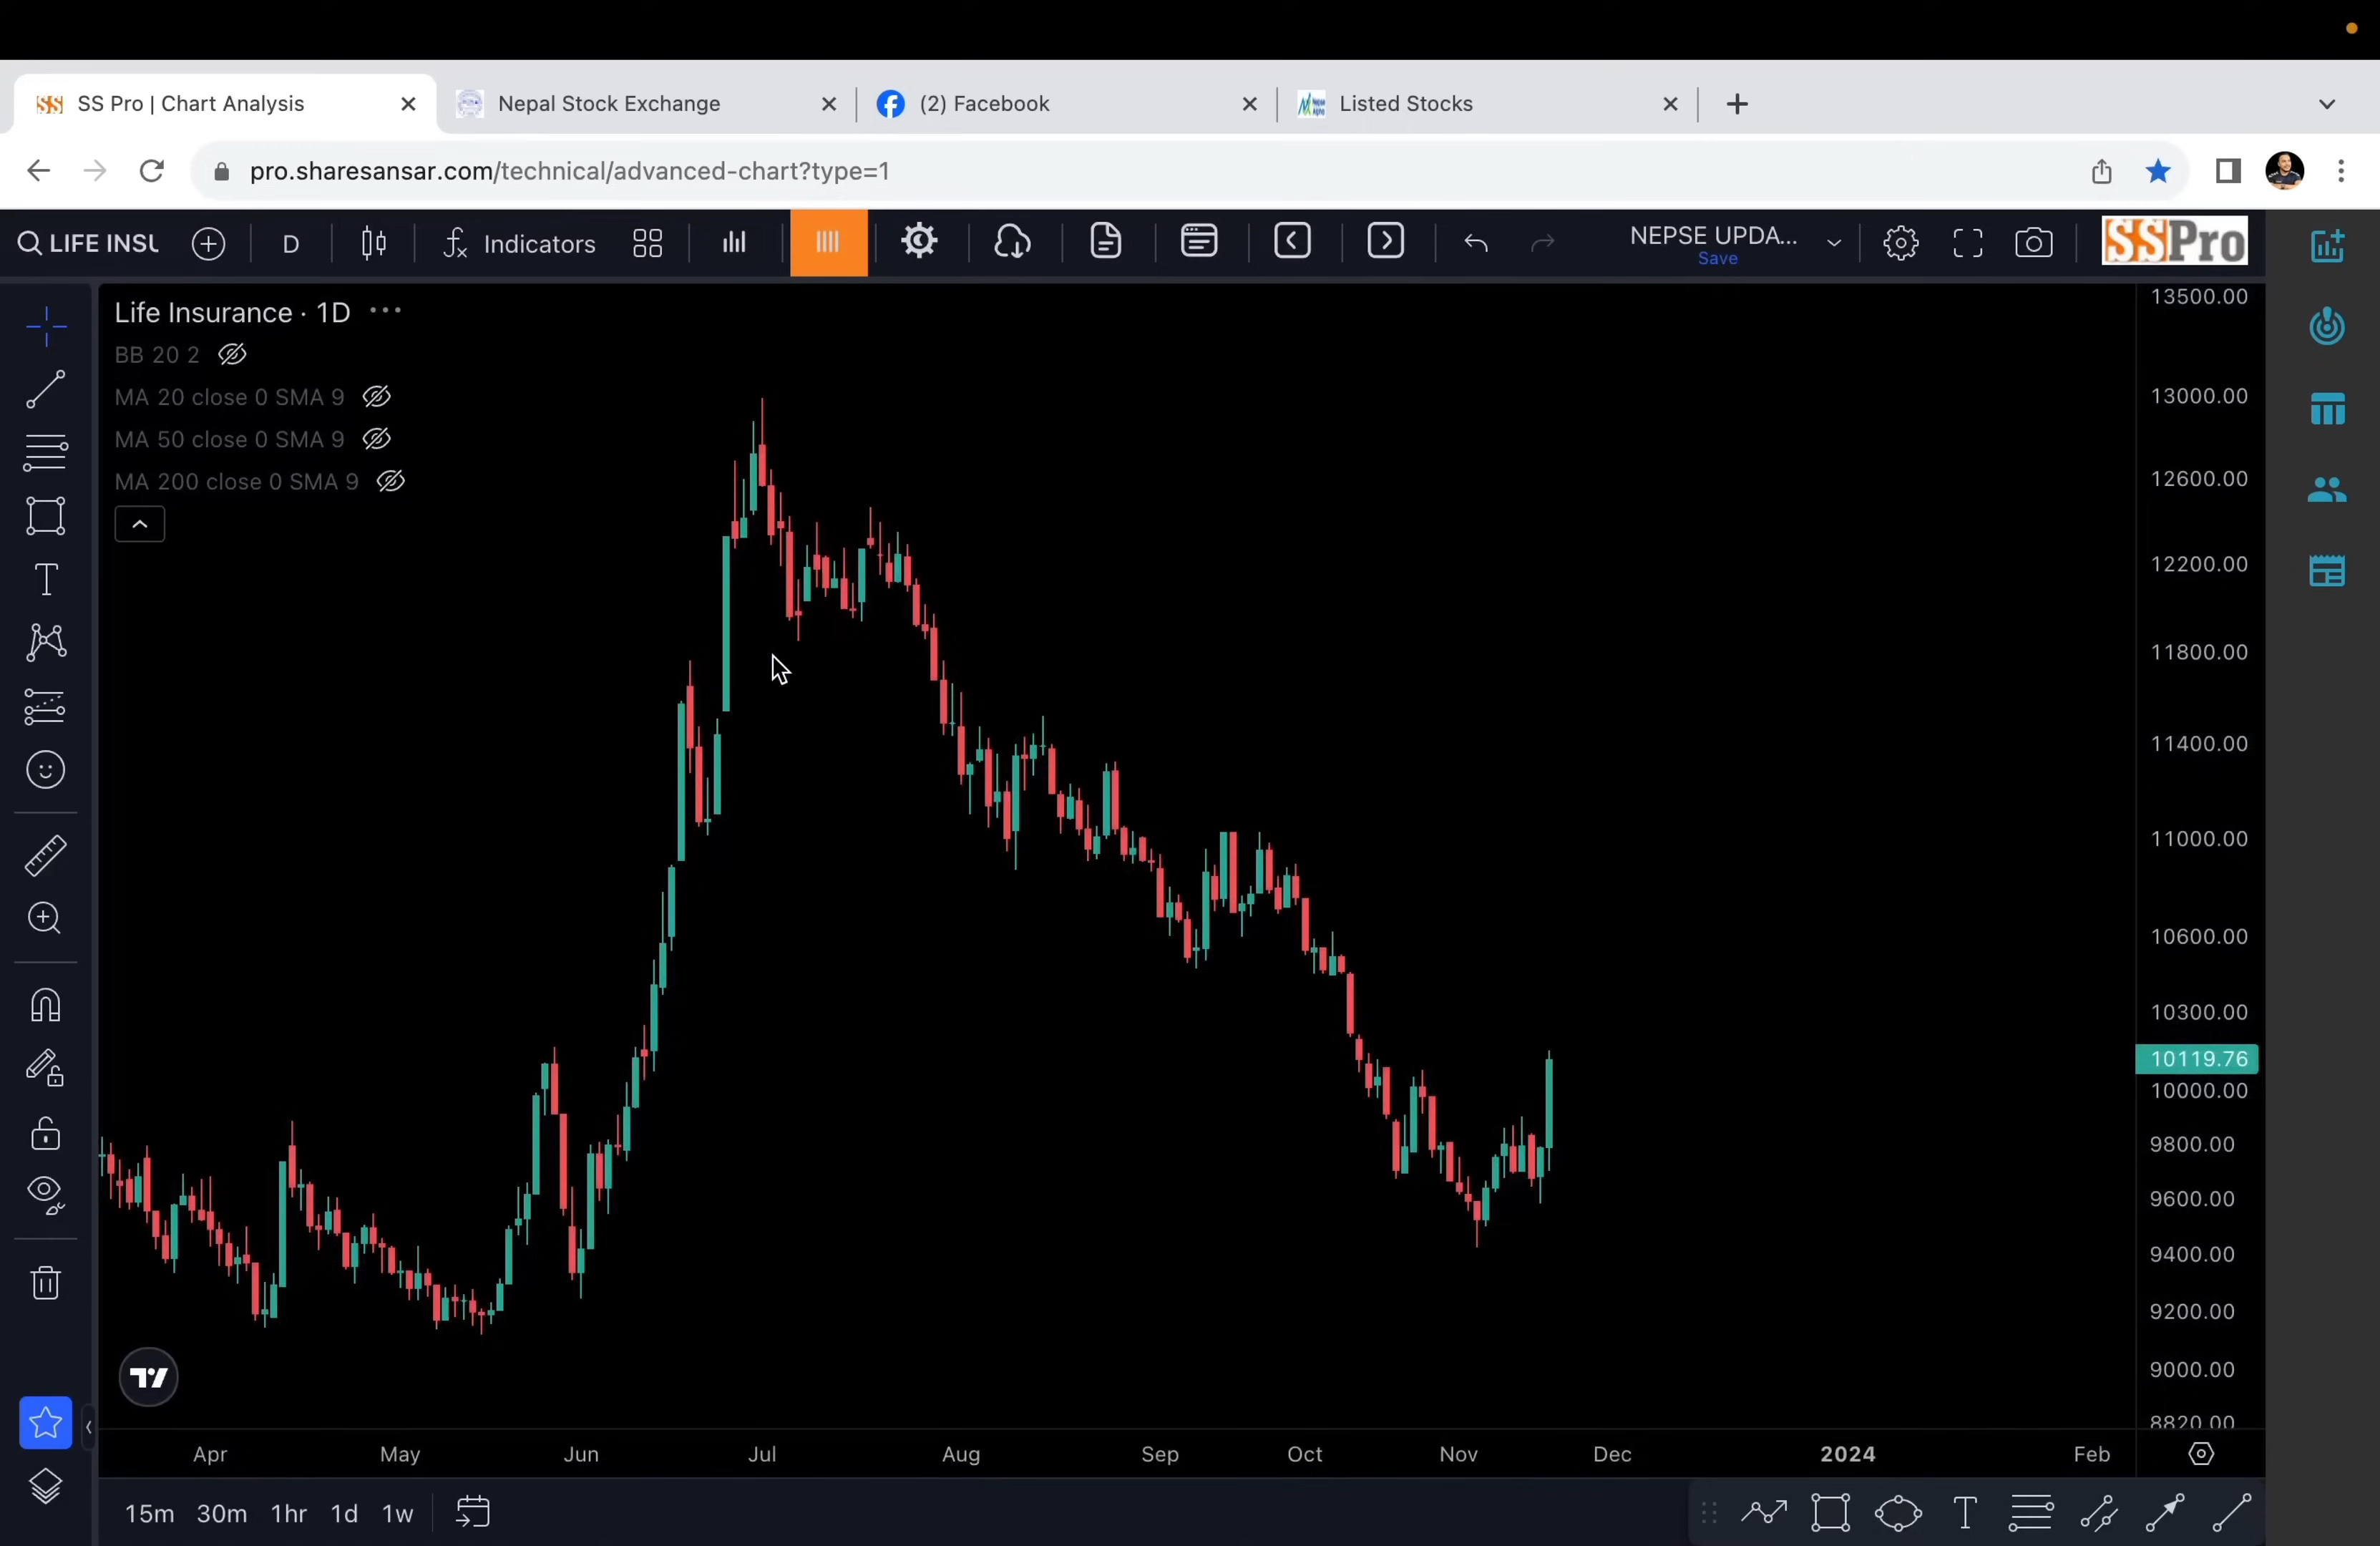 SS Pro | Chart Analysis
Nepal Stock Exchange
(2) Facebook
Listed Stocks
pro.sharesansar.com/technical/advanced-chart?type=1
LIFE INSU
D
Indicators
NEPSE UPDA...
Save
SSPro
Life Insurance · 1D
BB 20 2
MA 20 close 0 SMA 9
MA 50 close 0 SMA 9
MA 200 close 0 SMA 9
13500.00
13000.00
12600.00
12200.00
11800.00
11400.00
11000.00
10600.00
10300.00
10119.76
10000.00
9800.00
9600.00
9400.00
9200.00
9000.00
8820.00
Apr May Jun Jul Aug Sep Oct Nov Dec 2024 Feb
15m 30m 1hr 1d 1w